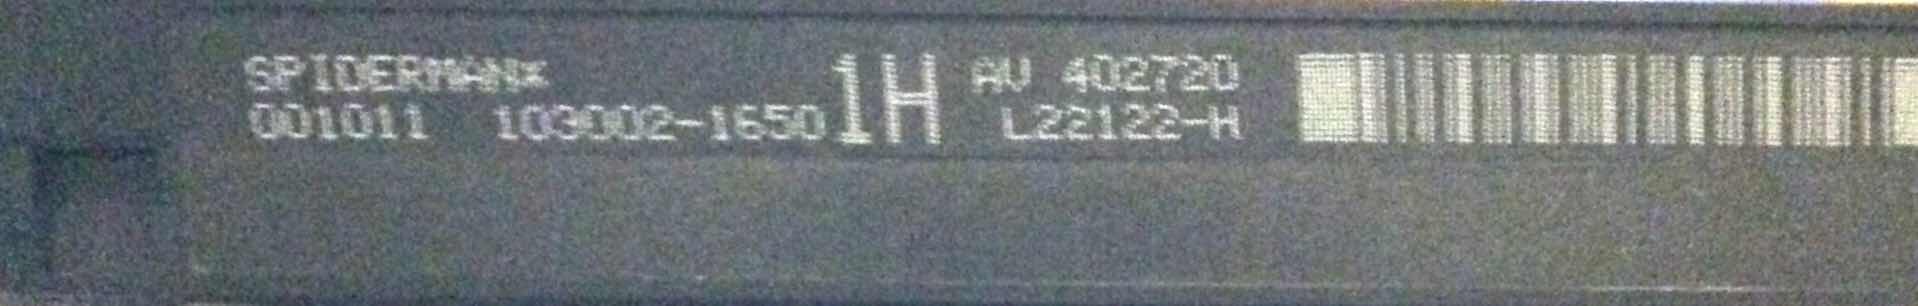 SPIDERMAN*
001011 103002-1650 1H AV 402720
L22122-H